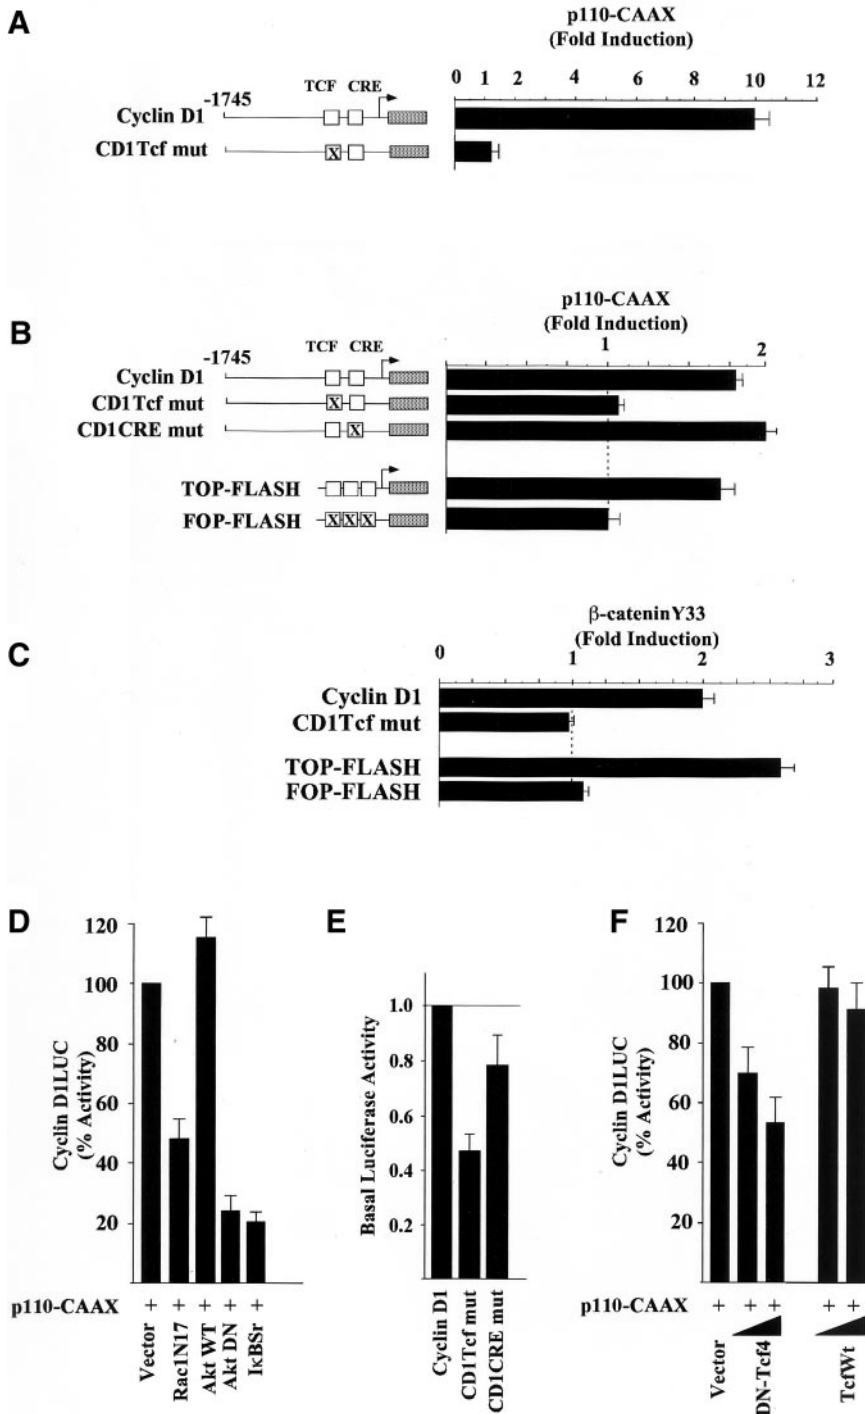 A
p110-CAAX
(Fold Induction)
0 1 2 4 6 8 10 12
TCF CRE
-1745
Cyclin D1
CD1Tcf mut
X
B
p110-CAAX
(Fold Induction)
1 2
TCF CRE
-1745
Cyclin D1
CD1Tcf mut
X
CD1CRE mut
X
TOP-FLASH
FOP-FLASH
X X X
C
β-cateninY33
(Fold Induction)
0 1 2 3
Cyclin D1
CD1Tcf mut
TOP-FLASH
FOP-FLASH
D
Cyclin D1LUC
(% Activity)
120
100
80
60
40
20
p110-CAAX + + + + +
Vector
Rac1N17
Akt WT
Akt DN
IκBSr
E
Basal Luciferase Activity
1.0
0.8
0.6
0.4
0.2
Cyclin D1
CD1Tcf mut
CD1CRE mut
F
Cyclin D1LUC
(% Activity)
120
100
80
60
40
20
p110-CAAX + + + + +
Vector
DN-Tcf4
TcfWt